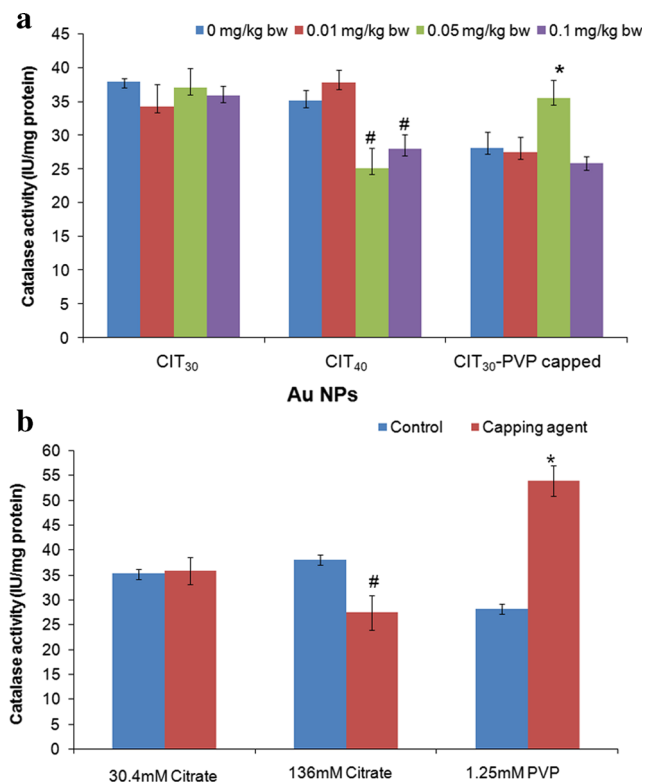 a
0 mg/kg bw 0.01 mg/kg bw 0.05 mg/kg bw 0.1 mg/kg bw
Catalase activity (IU/mg protein)
45
40
35
30
25
20
15
10
5
0
# # *
CIT30 CIT40 CIT30-PVP capped
Au NPs
b
Control Capping agent
Catalase activity (IU/mg protein)
60
55
50
45
40
35
30
25
20
15
10
5
0
# *
30.4mM Citrate 136mM Citrate 1.25mM PVP